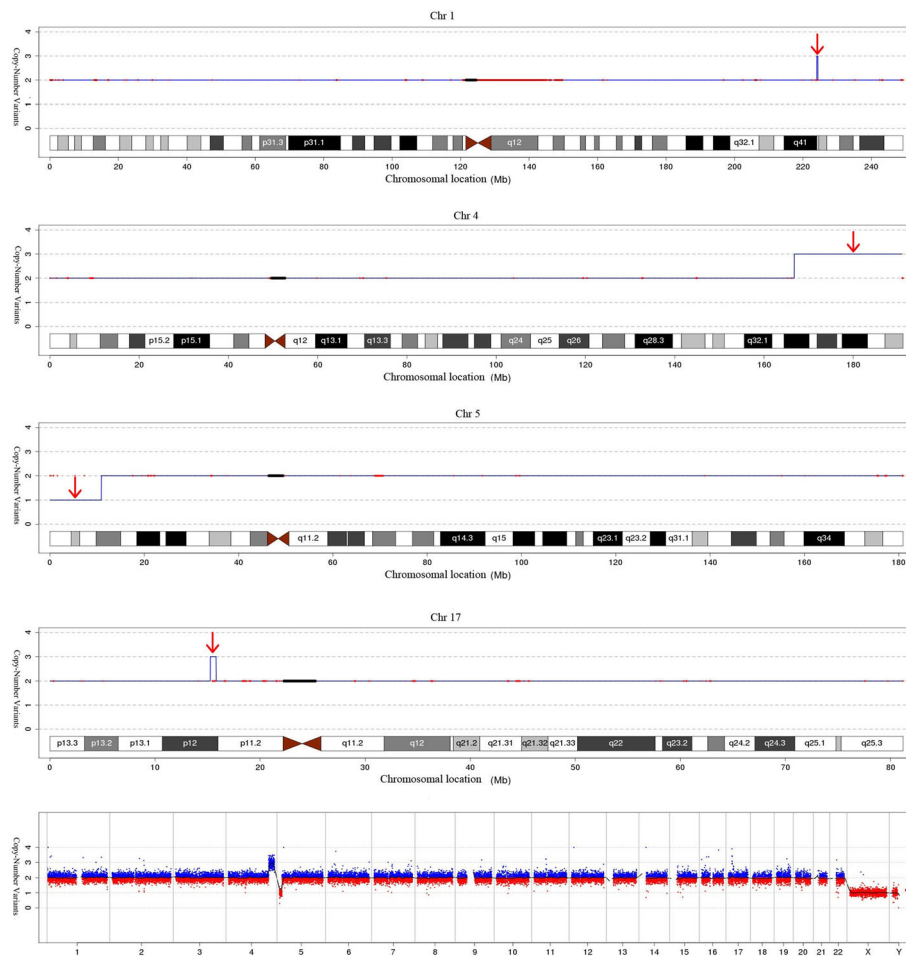 Chr 1
Copy-Number Variants
4
3
2
1
0
p31.3 p31.1 q12 q32.1 q41
0 20 40 60 80 100 120 140 160 180 200 220 240
Chromosomal location (Mb)
Chr 4
Copy-Number Variants
4
3
2
1
0
p15.2 p15.1 q12 q13.1 q13.3 q24 q25 q26 q28.3 q32.1
0 20 40 60 80 100 120 140 160 180
Chromosomal location (Mb)
Chr 5
Copy-Number Variants
4
3
2
1
0
q11.2 q14.3 q15 q23.1 q23.2 q31.1 q34
0 20 40 60 80 100 120 140 160 180
Chromosomal location (Mb)
Chr 17
Copy-Number Variants
4
3
2
1
0
p13.3 p13.2 p13.1 p12 p11.2 q11.2 q12 q21.2 q21.31 q21.32 q21.33 q22 q23.2 q24.2 q24.3 q25.1 q25.3
0 10 20 30 40 50 60 70 80
Chromosomal location (Mb)
Copy-Number Variants
4
3
2
1
0
1 2 3 4 5 6 7 8 9 10 11 12 13 14 15 16 17 18 19 20 21 22 X Y